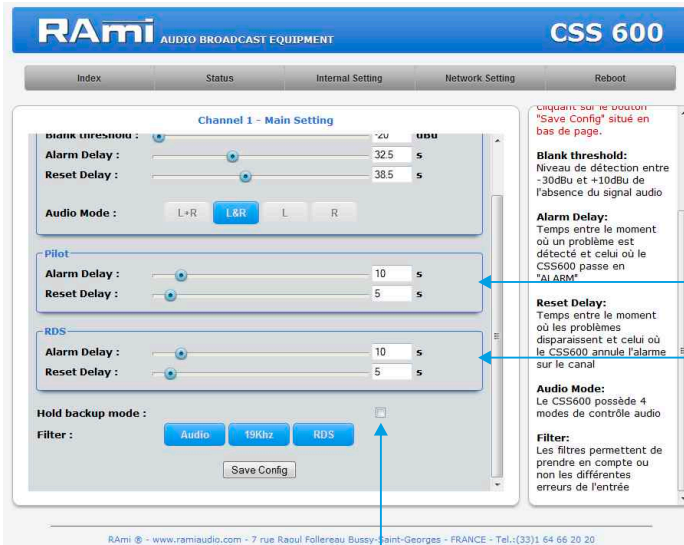 RAmi AUDIO BROADCAST EQUIPMENT
CSS 600
Index Status Internal Setting Network Setting Reboot
Channel 1 - Main Setting
Blank threshold : -20 dBu
Alarm Delay : 32.5 s
Reset Delay : 38.5 s
Audio Mode : L+R L&R L R
Pilot
Alarm Delay : 10 s
Reset Delay : 5 s
RDS
Alarm Delay : 10 s
Reset Delay : 5 s
Hold backup mode :
Filter : Audio 19Khz RDS
Save Config
cliquant sur le bouton
"Save Config" situé en
bas de page.
Blank threshold:
Niveau de détection entre
-30dBu et +10dBu de
l'absence du signal audio
Alarm Delay:
Temps entre le moment
où un problème est
détecté et celui où le
CSS600 passe en
"ALARM"
Reset Delay:
Temps entre le moment
où les problèmes
disparaissent et celui où
le CSS600 annule l'alarme
sur le canal
Audio Mode:
Le CSS600 possède 4
modes de contrôle audio
Filter:
Les filtres permettent de
prendre en compte ou
non les différentes
erreurs de l'entrée
RAmi ® - www.ramiaudio.com - 7 rue Raoul Follereau Bussy-Saint-Georges - FRANCE - Tel.:(33)1 64 66 20 20